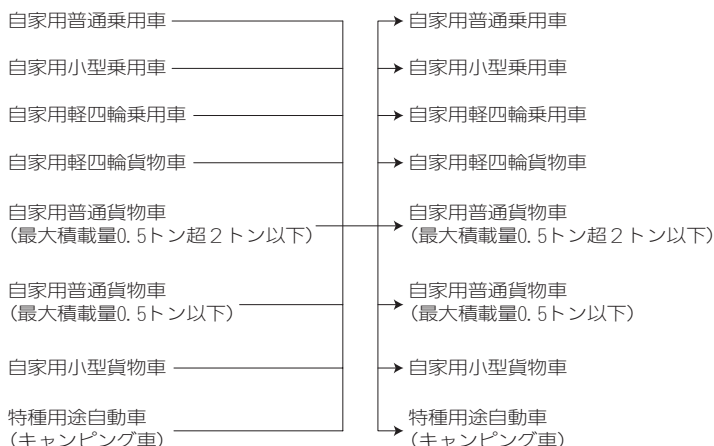 自家用普通乗用車
自家用小型乗用車
自家用軽四輪乗用車
自家用軽四輪貨物車
自家用普通貨物車
(最大積載量0.5トン超2トン以下)
自家用普通貨物車
(最大積載量0.5トン以下)
自家用小型貨物車
特種用途自動車
(キャンピング車)
自家用普通乗用車
自家用小型乗用車
自家用軽四輪乗用車
自家用軽四輪貨物車
自家用普通貨物車
(最大積載量0.5トン超2トン以下)
自家用普通貨物車
(最大積載量0.5トン以下)
自家用小型貨物車
特種用途自動車
(キャンピング車)